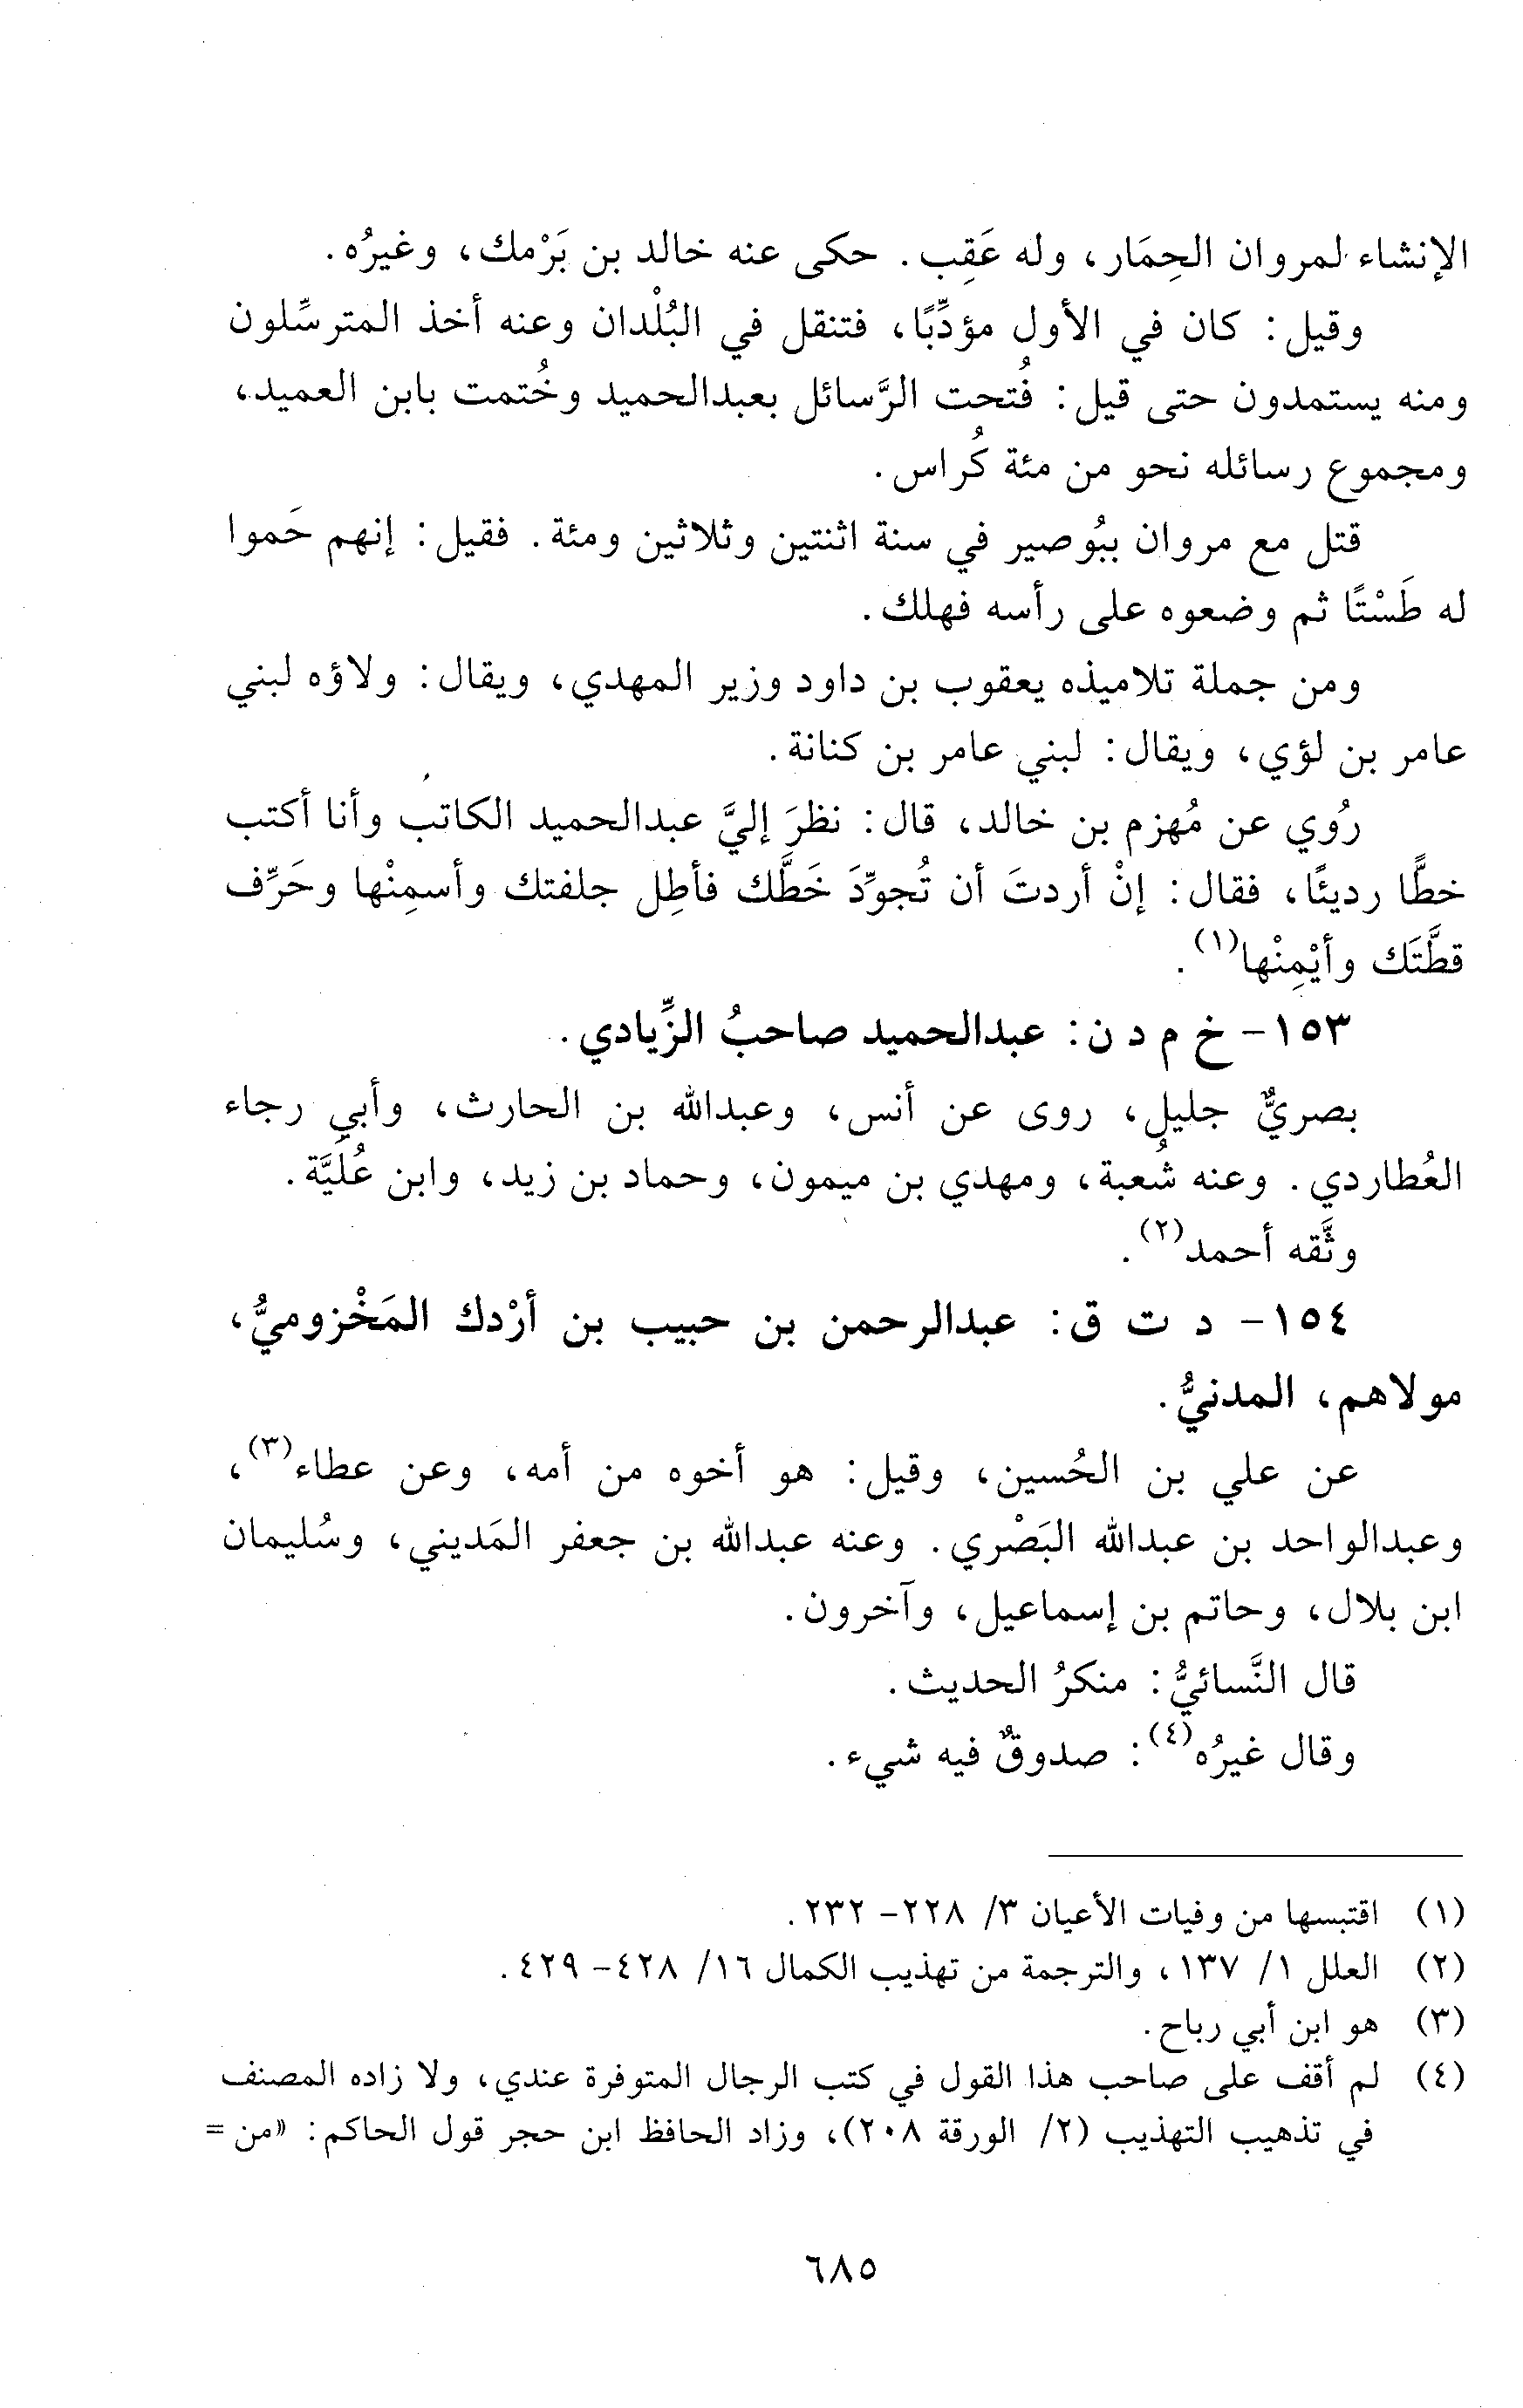 الإنشاء لمروان الحِمَار، وله عَقِب. حكى عنه خالد بن بَرْمك، وغيرُه.
وقيل: كان في الأول مؤدِّبًا، فتنقل في البُلْدان وعنه أخذ المترسِّلون
ومنه يستمدون حتى قيل: فُتحت الرَّسائل بعبدالحميد وخُتمت بابن العميد،
ومجموع رسائله نحو من مئة كُراس.
قتل مع مروان ببُوصير في سنة اثنتين وثلاثين ومئة. فقيل: إنهم حَموا
له طَسْتًا ثم وضعوه على رأسه فهلك.
ومن جملة تلاميذه يعقوب بن داود وزير المهدي، ويقال: ولاؤه لبني
عامر بن لؤي، ويقال: لبني عامر بن كنانة.
رُوي عن مُهزم بن خالد، قال: نظرَ إليَّ عبدالحميد الكاتب وأنا أكتب
خطًّا رديئًا، فقال: إنْ أردتَ أن تُجوِّدَ خَطَّك فأطِل جلفتك وأسمِنْها وحَرِّف
قطَّتَك وأيْمِنْها(١).
١٥٣- خ م د ن: عبدالحميد صاحبُ الزِّيادي.
بصريٌّ جليل، روى عن أنس، وعبدالله بن الحارث، وأبي رجاء
العُطاردي. وعنه شُعبة، ومهدي بن ميمون، وحماد بن زيد، وابن عُلَيَّة.
وثَّقه أحمد(٢).
١٥٤- د ت ق: عبدالرحمن بن حبيب بن أرْدك المَخْزوميُّ،
مولاهم، المدنيُّ.
عن علي بن الحُسين، وقيل: هو أخوه من أمه، وعن عطاء(٣)،
وعبدالواحد بن عبدالله البَصْري. وعنه عبدالله بن جعفر المَديني، وسُليمان
ابن بلال، وحاتم بن إسماعيل، وآخرون.
قال النَّسائيُّ: منكرُ الحديث.
وقال غيرُه(٤): صدوقٌ فيه شيء.
(١) اقتبسها من وفيات الأعيان ٣/ ٢٢٨- ٢٣٢.
(٢) العلل ١/ ١٣٧، والترجمة من تهذيب الكمال ١٦/ ٤٢٨- ٤٢٩.
(٣) هو ابن أبي رباح.
(٤) لم أقف على صاحب هذا القول في كتب الرجال المتوفرة عندي، ولا زاده المصنف
في تذهيب التهذيب (٢/ الورقة ٢٠٨)، وزاد الحافظ ابن حجر قول الحاكم: «من =
٦٨٥